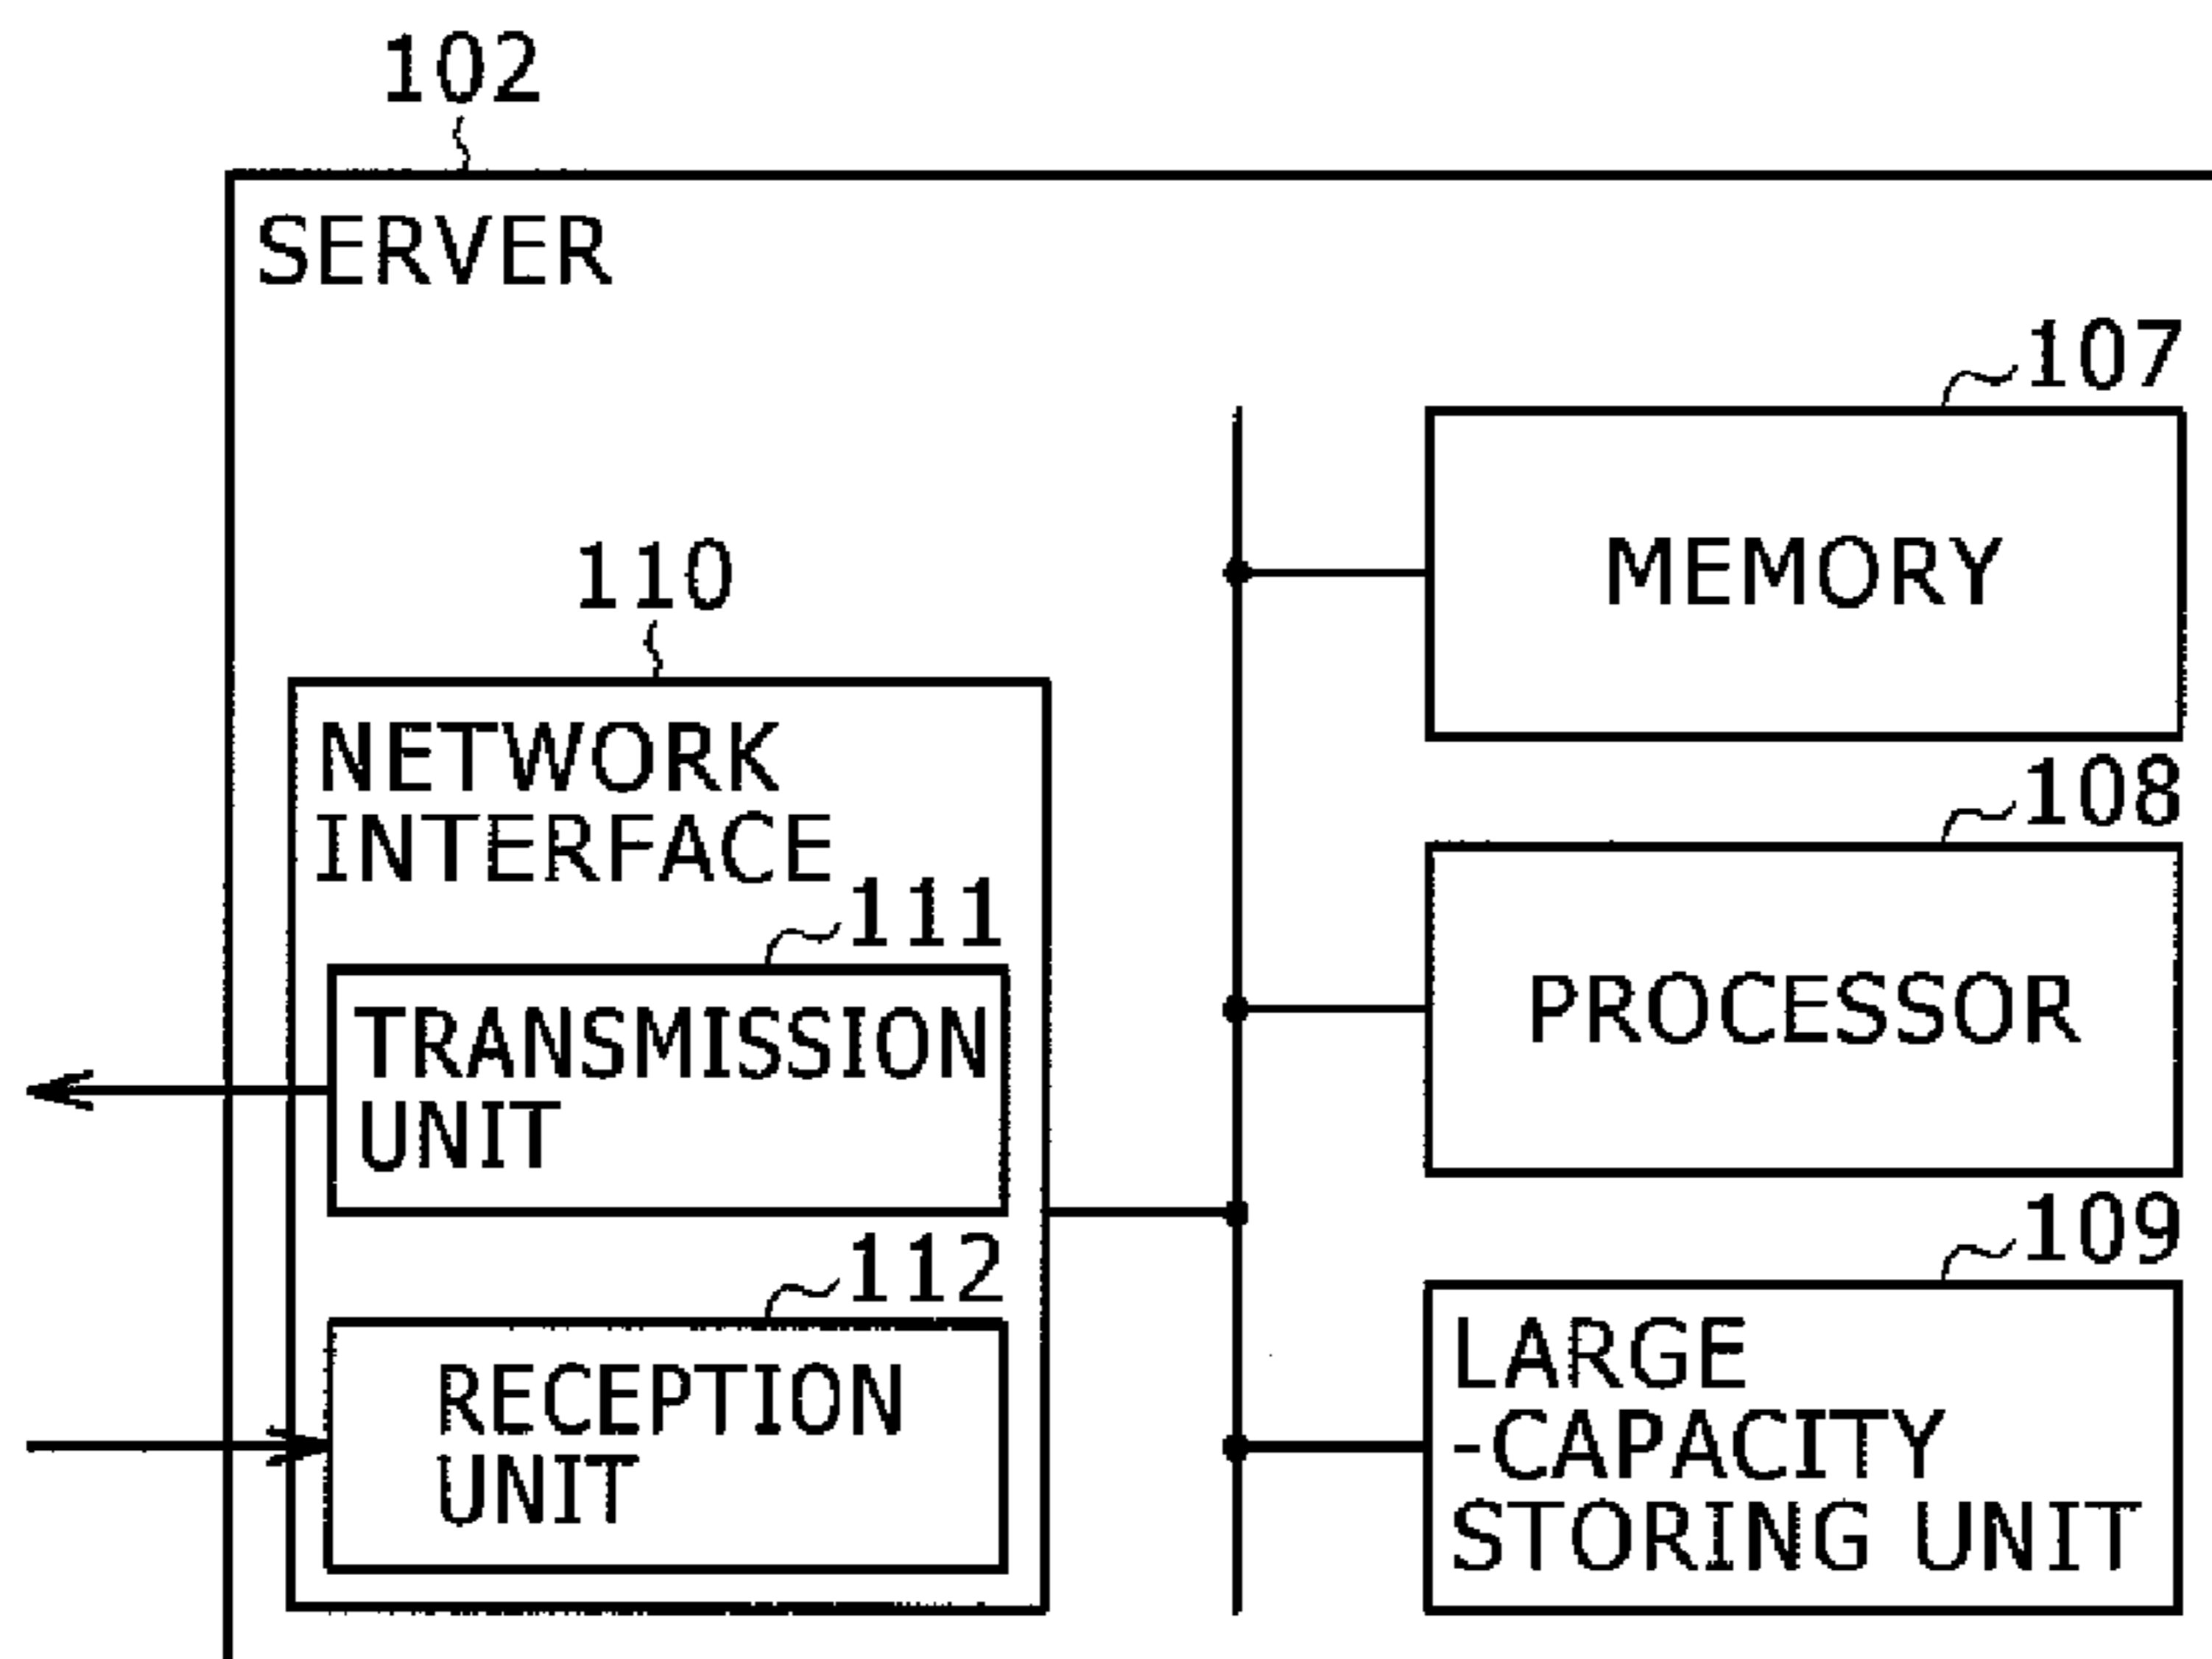 102
SERVER
107
MEMORY
110
NETWORK
INTERFACE
108
PROCESSOR
111
TRANSMISSION
UNIT
109
LARGE
-CAPACITY
STORING UNIT
112
RECEPTION
UNIT